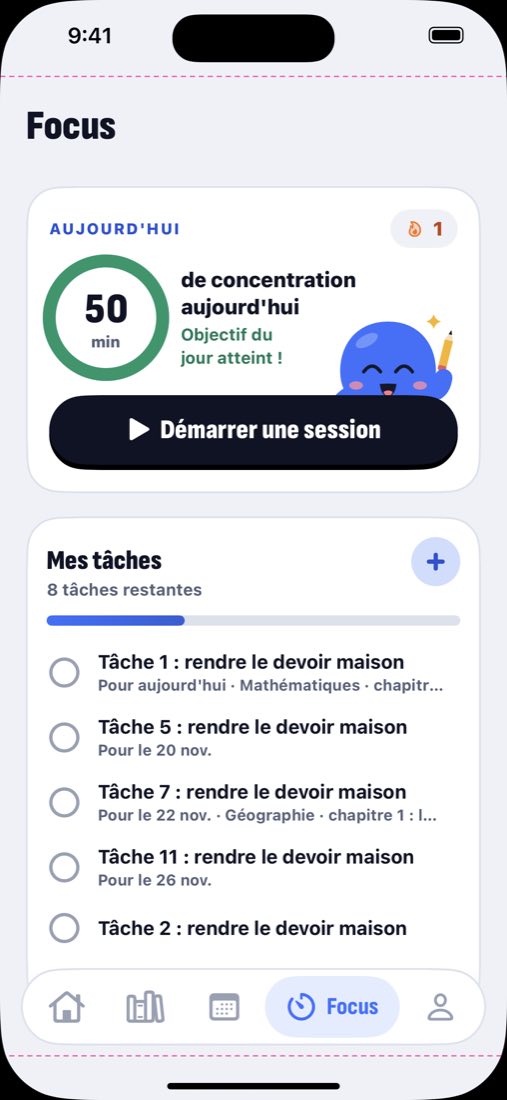 9:41
Focus
AUJOURD'HUI
1
50
min
de concentration
aujourd'hui
Objectif du
jour atteint !
Démarrer une session
Mes tâches
8 tâches restantes
Tâche 1 : rendre le devoir maison
Pour aujourd'hui · Mathématiques · chapitr...
Tâche 5 : rendre le devoir maison
Pour le 20 nov.
Tâche 7 : rendre le devoir maison
Pour le 22 nov. · Géographie · chapitre 1 : l...
Tâche 11 : rendre le devoir maison
Pour le 26 nov.
Tâche 2 : rendre le devoir maison
Focus